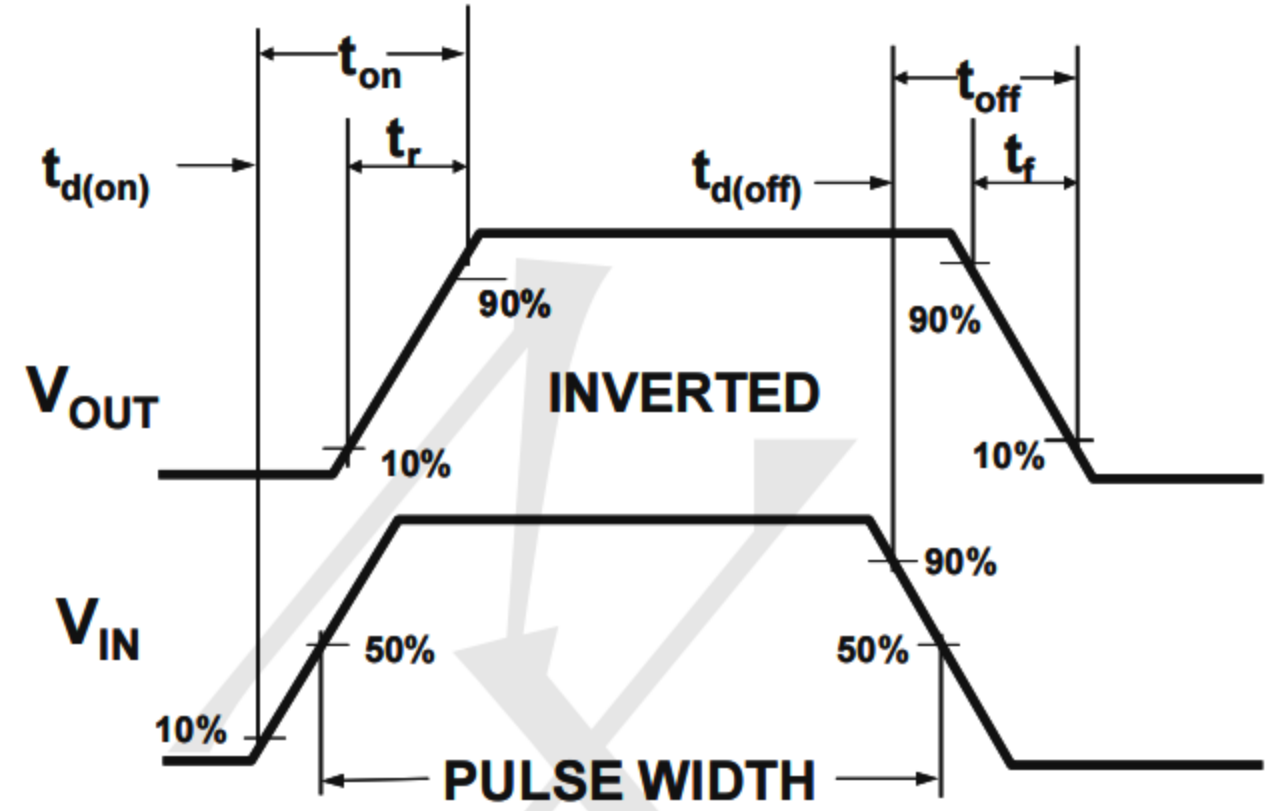 ton
toff
tr
tf
td(on)
td(off)
90%
90%
VOUT
INVERTED
10%
10%
90%
VIN
50%
50%
10%
PULSE WIDTH